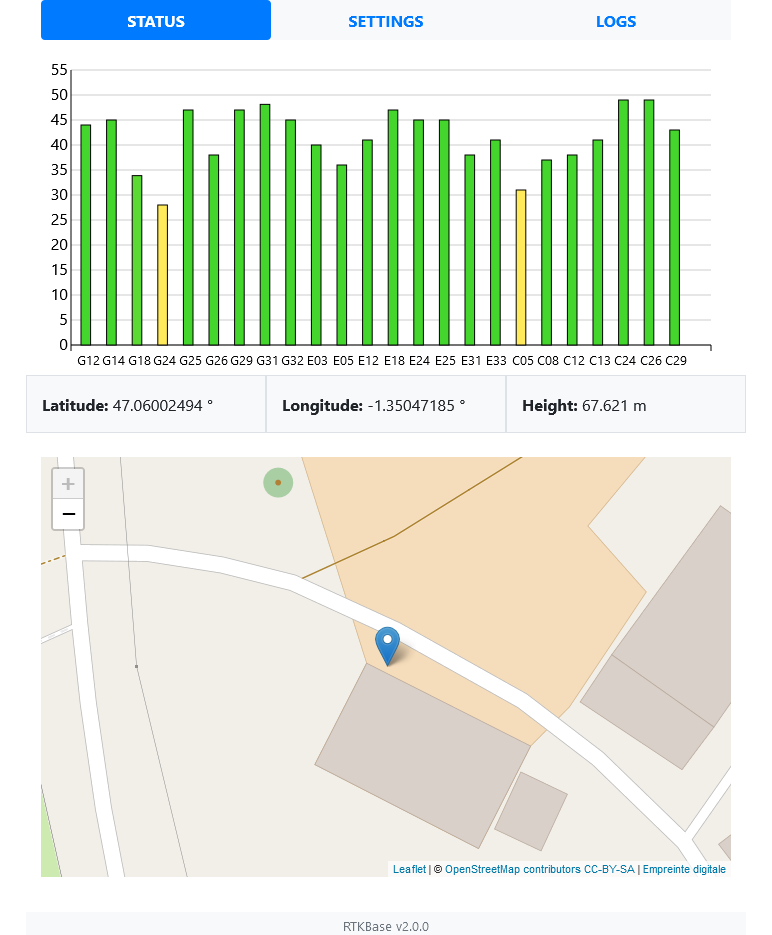 STATUS SETTINGS LOGS
55
50
45
40
35
30
25
20
15
10
5
0
G12 G14 G18 G24 G25 G26 G29 G31 G32 E03 E05 E12 E18 E24 E25 E31 E33 C05 C08 C12 C13 C24 C26 C29
Latitude: 47.06002494 ° Longitude: -1.35047185 ° Height: 67.621 m
+
−
Leaflet | © OpenStreetMap contributors CC-BY-SA | Empreinte digitale
RTKBase v2.0.0